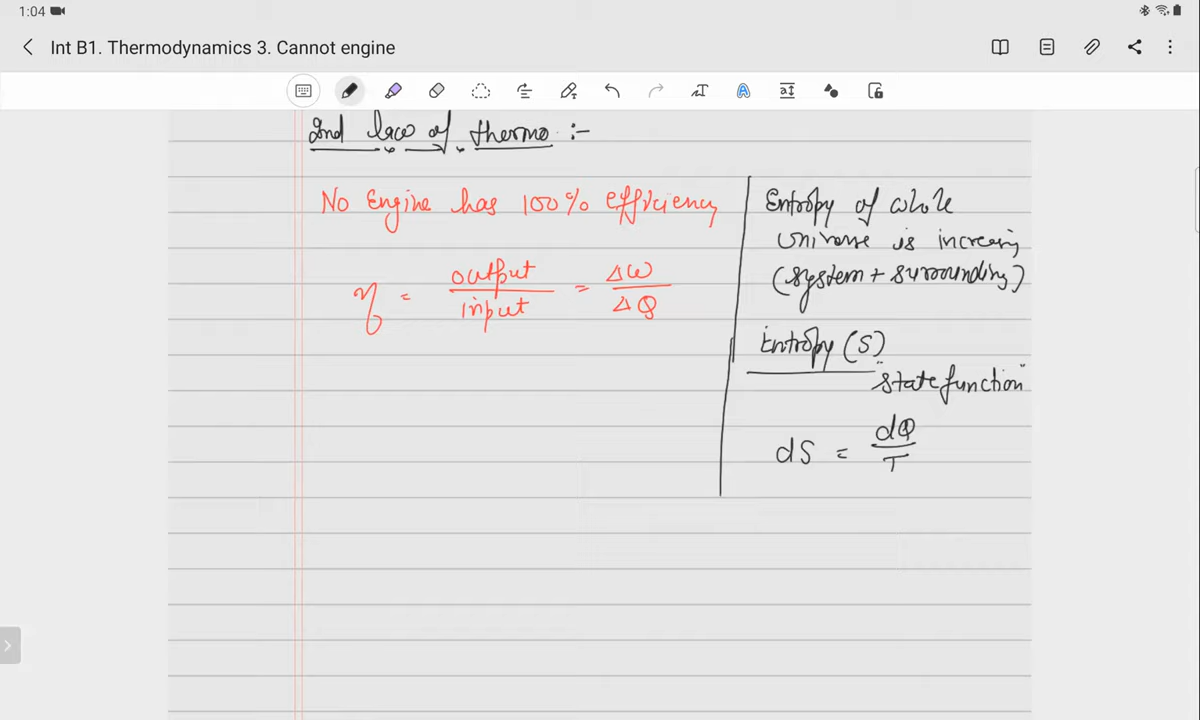 1:04
Int B1. Thermodynamics 3. Cannot engine
2nd law of thermo :-
No Engine has 100% efficiency
η = output / input = ΔW / ΔQ
Entropy of whole
universe is increasing
(system + surrounding)
Entropy (S)
"state function"
dS = dQ / T